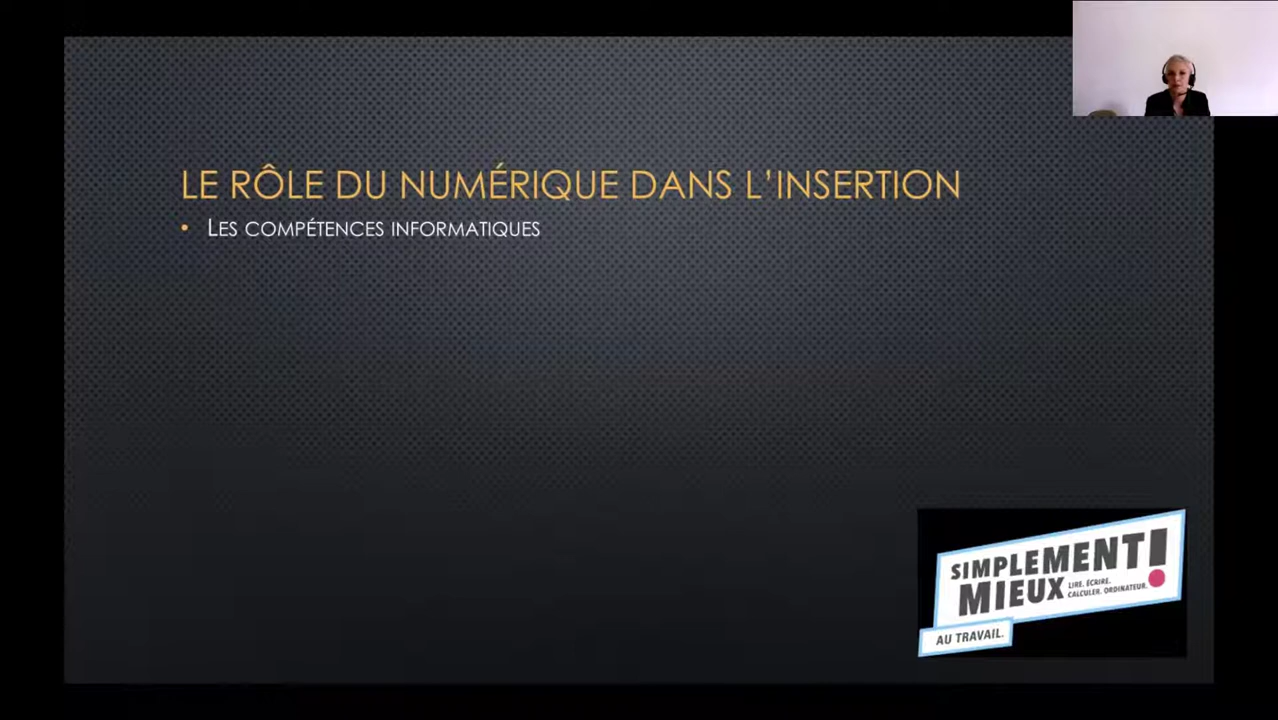 LE RÔLE DU NUMÉRIQUE DANS L'INSERTION
• LES COMPÉTENCES INFORMATIQUES
SIMPLEMENT!
MIEUX
LIRE. ÉCRIRE.
CALCULER. ORDINATEUR.
AU TRAVAIL.